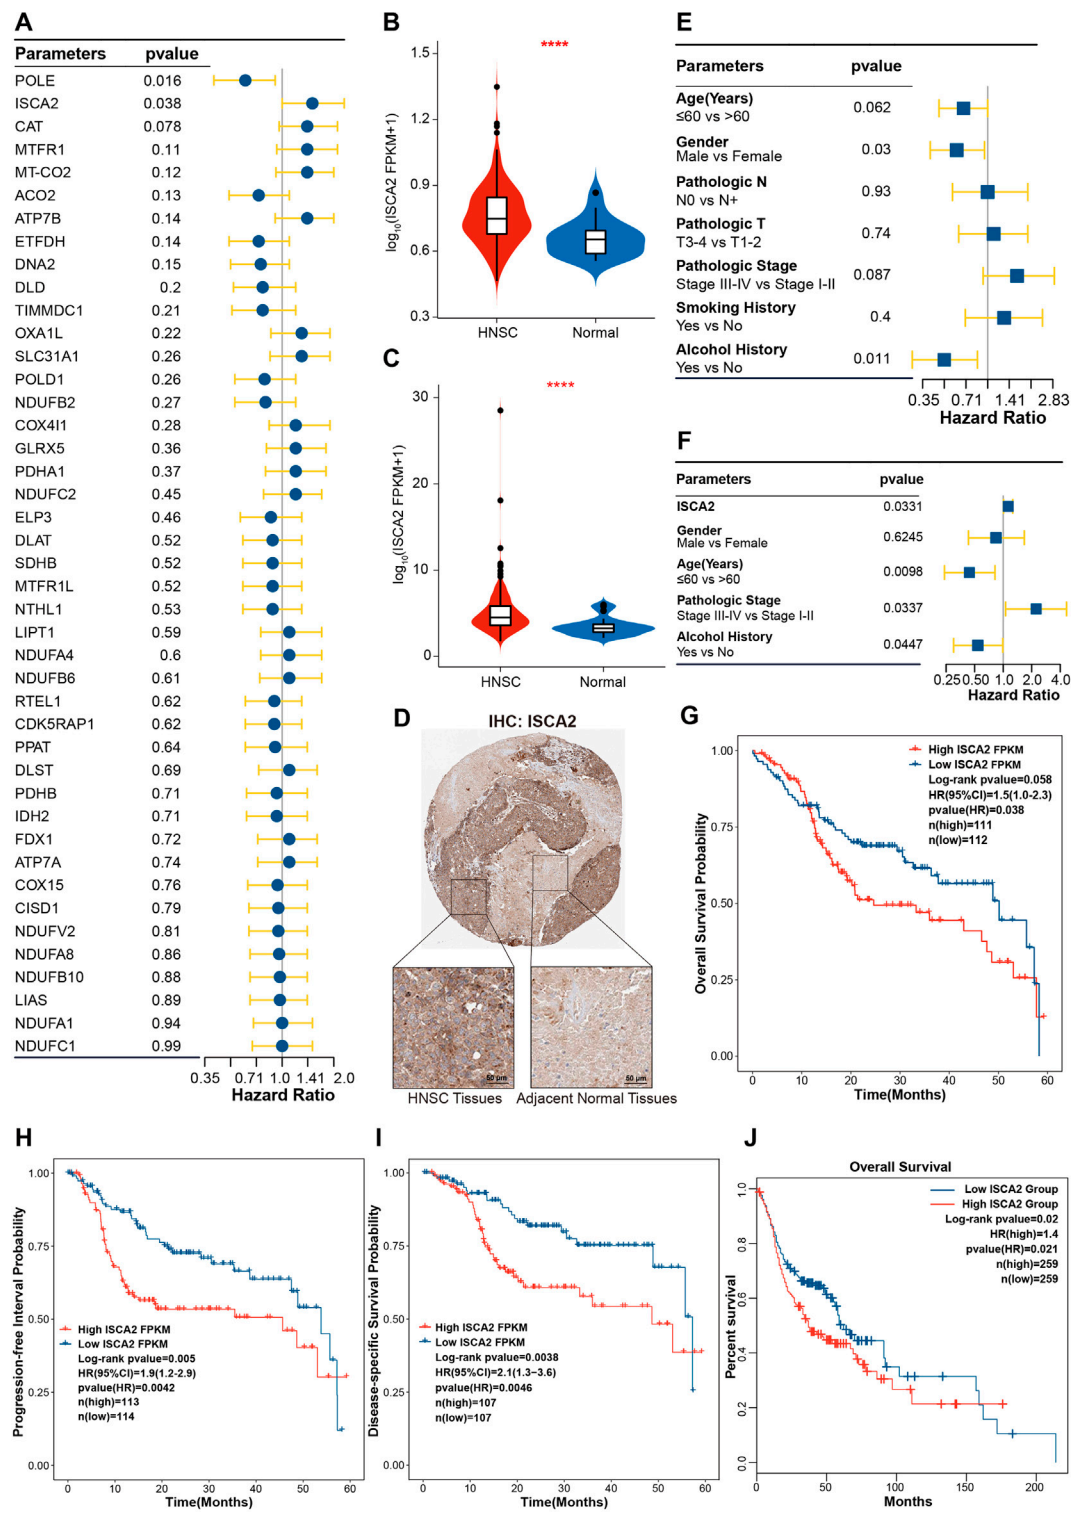 A
Parameters pvalue
POLE 0.016
ISCA2 0.038
CAT 0.078
MTFR1 0.11
MT-CO2 0.12
ACO2 0.13
ATP7B 0.14
ETFDH 0.14
DNA2 0.15
DLD 0.2
TIMMDC1 0.21
OXA1L 0.22
SLC31A1 0.26
POLD1 0.26
NDUFB2 0.27
COX4I1 0.28
GLRX5 0.36
PDHA1 0.37
NDUFC2 0.45
ELP3 0.46
DLAT 0.52
SDHB 0.52
MTFR1L 0.52
NTHL1 0.53
LIPT1 0.59
NDUFA4 0.6
NDUFB6 0.61
RTEL1 0.62
CDK5RAP1 0.62
PPAT 0.64
DLST 0.69
PDHB 0.71
IDH2 0.71
FDX1 0.72
ATP7A 0.74
COX15 0.76
CISD1 0.79
NDUFV2 0.81
NDUFA8 0.86
NDUFB10 0.88
LIAS 0.89
NDUFA1 0.94
NDUFC1 0.99
0.35 0.71 1.0 1.41 2.0
Hazard Ratio
B
****
log10(ISCA2 FPKM+1)
1.5
1.2
0.9
0.6
0.3
HNSC Normal
C
****
log10(ISCA2 FPKM+1)
30
20
10
0
HNSC Normal
D
IHC: ISCA2
50 μm
50 μm
HNSC Tissues Adjacent Normal Tissues
E
Parameters pvalue
Age(Years)
≤60 vs >60 0.062
Gender
Male vs Female 0.03
Pathologic N
N0 vs N+ 0.93
Pathologic T
T3-4 vs T1-2 0.74
Pathologic Stage
Stage III-IV vs Stage I-II 0.087
Smoking History
Yes vs No 0.4
Alcohol History
Yes vs No 0.011
0.35 0.71 1.41 2.83
Hazard Ratio
F
Parameters pvalue
ISCA2 0.0331
Gender
Male vs Female 0.6245
Age(Years)
≤60 vs >60 0.0098
Pathologic Stage
Stage III-IV vs Stage I-II 0.0337
Alcohol History
Yes vs No 0.0447
0.25 0.50 1.0 2.0 4.0
Hazard Ratio
G
Overall Survival Probability
1.00
0.75
0.50
0.25
0.00
High ISCA2 FPKM
Low ISCA2 FPKM
Log-rank pvalue=0.058
HR(95%CI)=1.5(1.0-2.3)
pvalue(HR)=0.038
n(high)=111
n(low)=112
0 10 20 30 40 50 60
Time(Months)
H
Progression-free Interval Probability
1.00
0.75
0.50
0.25
0.00
High ISCA2 FPKM
Low ISCA2 FPKM
Log-rank pvalue=0.005
HR(95%CI)=1.9(1.2-2.9)
pvalue(HR)=0.0042
n(high)=113
n(low)=114
0 10 20 30 40 50 60
Time(Months)
I
Disease-specific Survival Probability
1.00
0.75
0.50
0.25
0.00
High ISCA2 FPKM
Low ISCA2 FPKM
Log-rank pvalue=0.0038
HR(95%CI)=2.1(1.3−3.6)
pvalue(HR)=0.0046
n(high)=107
n(low)=107
0 10 20 30 40 50 60
Time(Months)
J
Overall Survival
Percent survival
1.0
0.8
0.6
0.4
0.2
0.0
Low ISCA2 Group
High ISCA2 Group
Log-rank pvalue=0.02
HR(high)=1.4
pvalue(HR)=0.021
n(high)=259
n(low)=259
0 50 100 150 200
Months